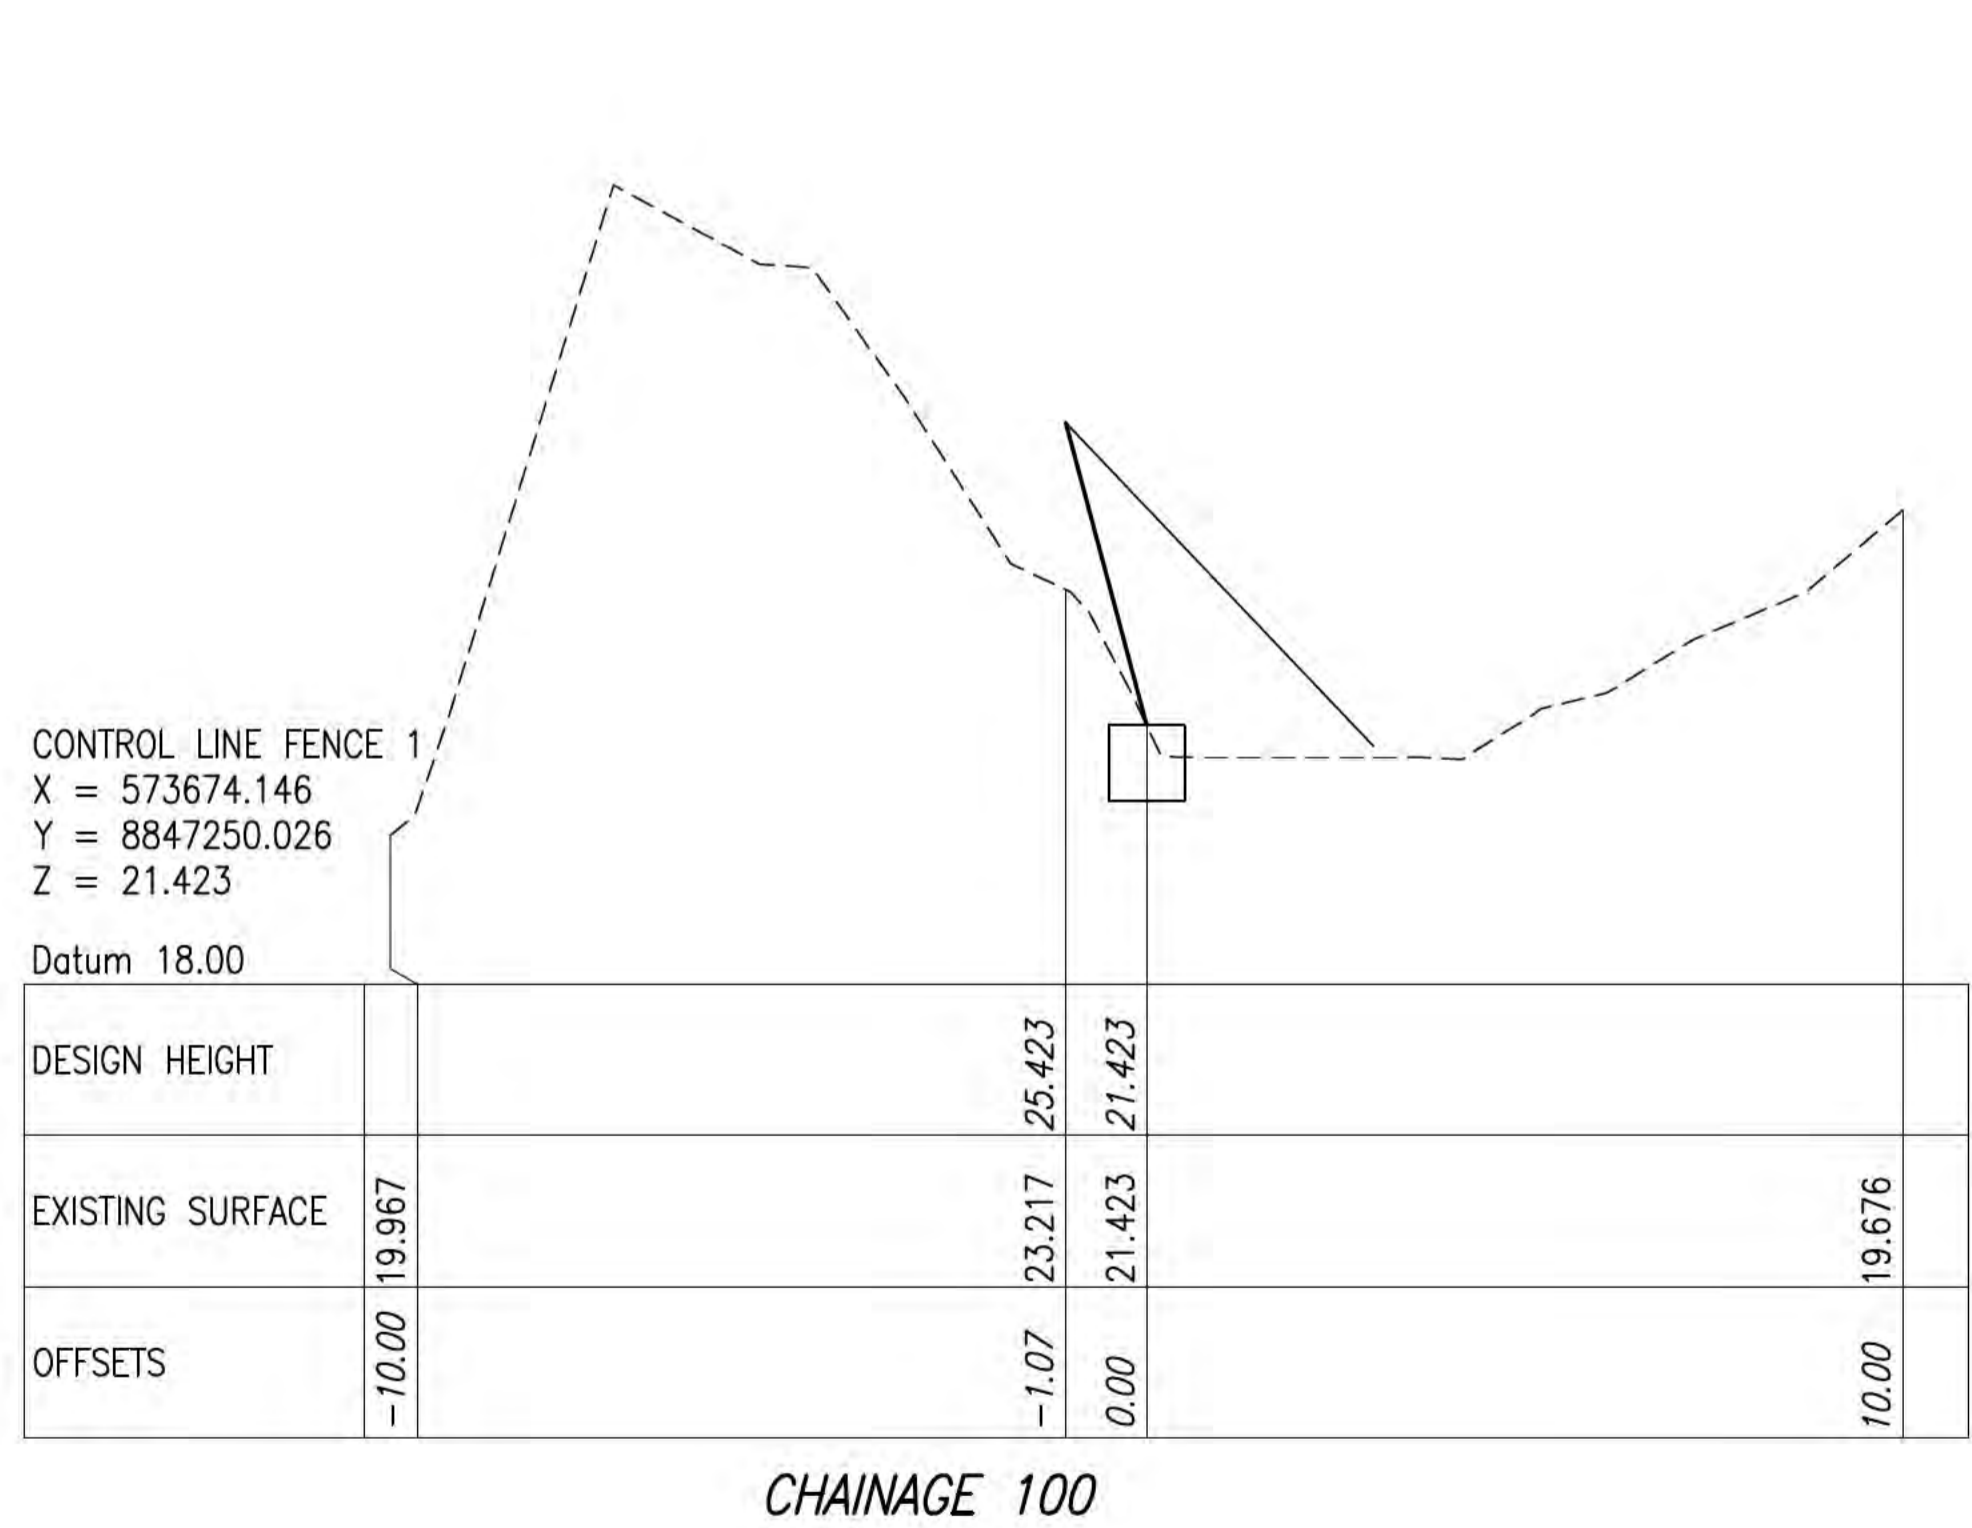 CONTROL LINE FENCE 1
X = 573674.146
Y = 8847250.026
Z = 21.423
Datum 18.00
DESIGN HEIGHT 25.423 21.423
EXISTING SURFACE 19.967 23.217 21.423 19.676
OFFSETS -10.00 -1.07 0.00 10.00
CHAINAGE 100